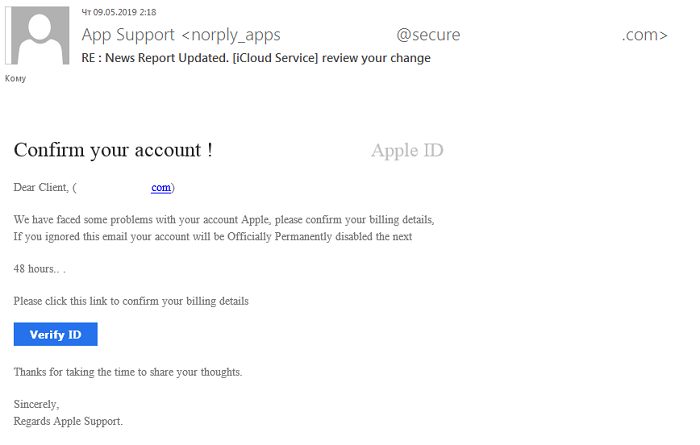 Чт 09.05.2019 2:18
App Support <norply_apps @secure .com>
RE : News Report Updated. [iCloud Service] review your change
Кому
Confirm your account ! Apple ID
Dear Client, ( com)
We have faced some problems with your account Apple, please confirm your billing details,
If you ignored this email your account will be Officially Permanently disabled the next
48 hours.. .
Please click this link to confirm your billing details
Verify ID
Thanks for taking the time to share your thoughts.
Sincerely,
Regards Apple Support.